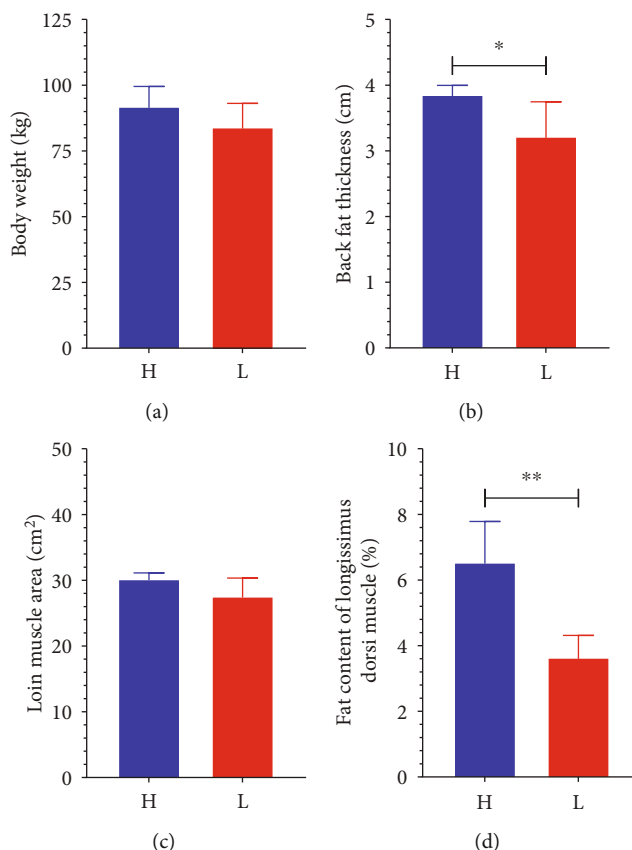 125
100
75
50
25
0
Body weight (kg)
H
L
(a)
5
4
3
2
1
0
Back fat thickness (cm)
*
H
L
(b)
50
30
30
20
10
0
Loin muscle area (cm²)
H
L
(c)
10
8
6
4
2
0
Fat content of longissimus
dorsi muscle (%)
**
H
L
(d)